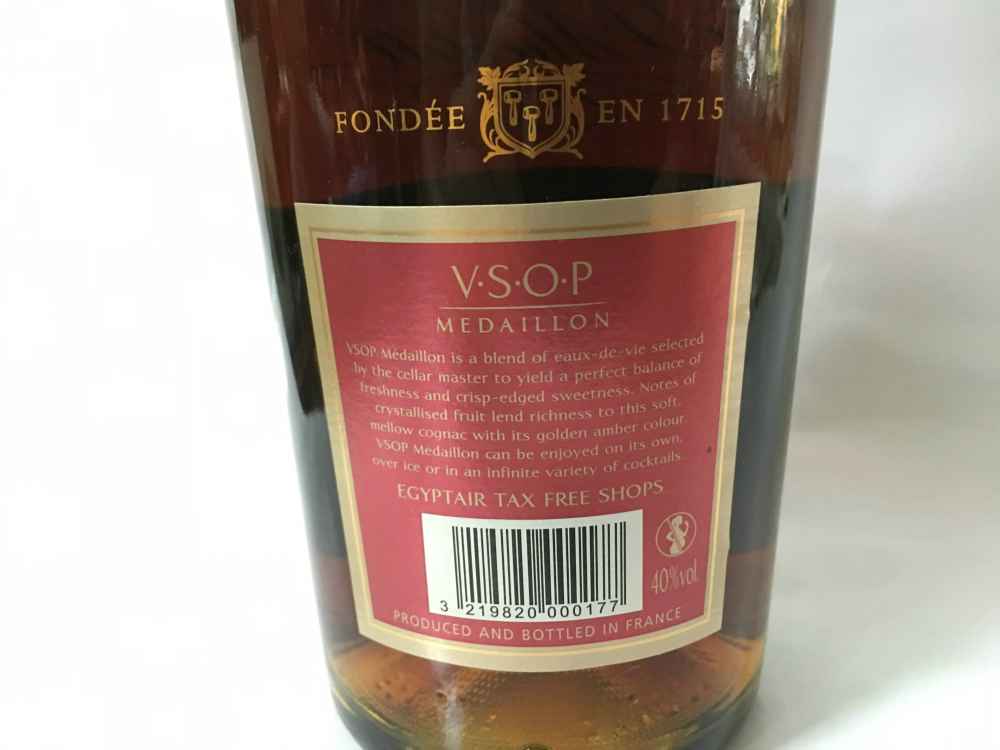 FONDÉE EN 1715
V·S·O·P
MEDAILLON
VSOP Médaillon is a blend of eaux-de-vie selected
by the cellar master to yield a perfect balance of
freshness and crisp-edged sweetness. Notes of
crystallised fruit lend richness to this soft,
mellow cognac with its golden amber colour.
VSOP Medaillon can be enjoyed on its own,
over ice or in an infinite variety of cocktails.
EGYPTAIR TAX FREE SHOPS
3 219820 000177
40%vol.
PRODUCED AND BOTTLED IN FRANCE